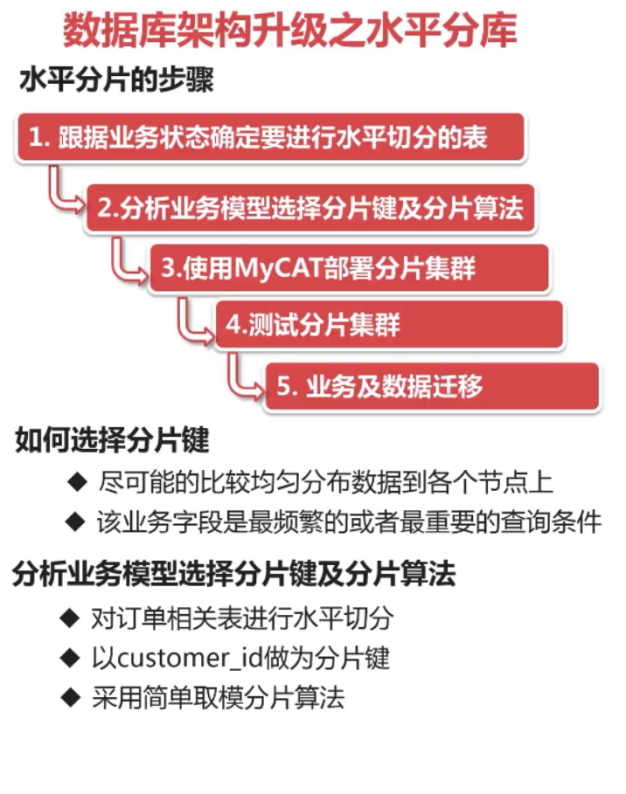 数据库架构升级之水平分库
水平分片的步骤
1. 跟据业务状态确定要进行水平切分的表
2.分析业务模型选择分片键及分片算法
3.使用MyCAT部署分片集群
4.测试分片集群
5. 业务及数据迁移
如何选择分片键
◆ 尽可能的比较均匀分布数据到各个节点上
◆ 该业务字段是最频繁的或者最重要的查询条件
分析业务模型选择分片键及分片算法
◆ 对订单相关表进行水平切分
◆ 以customer_id做为分片键
◆ 采用简单取模分片算法